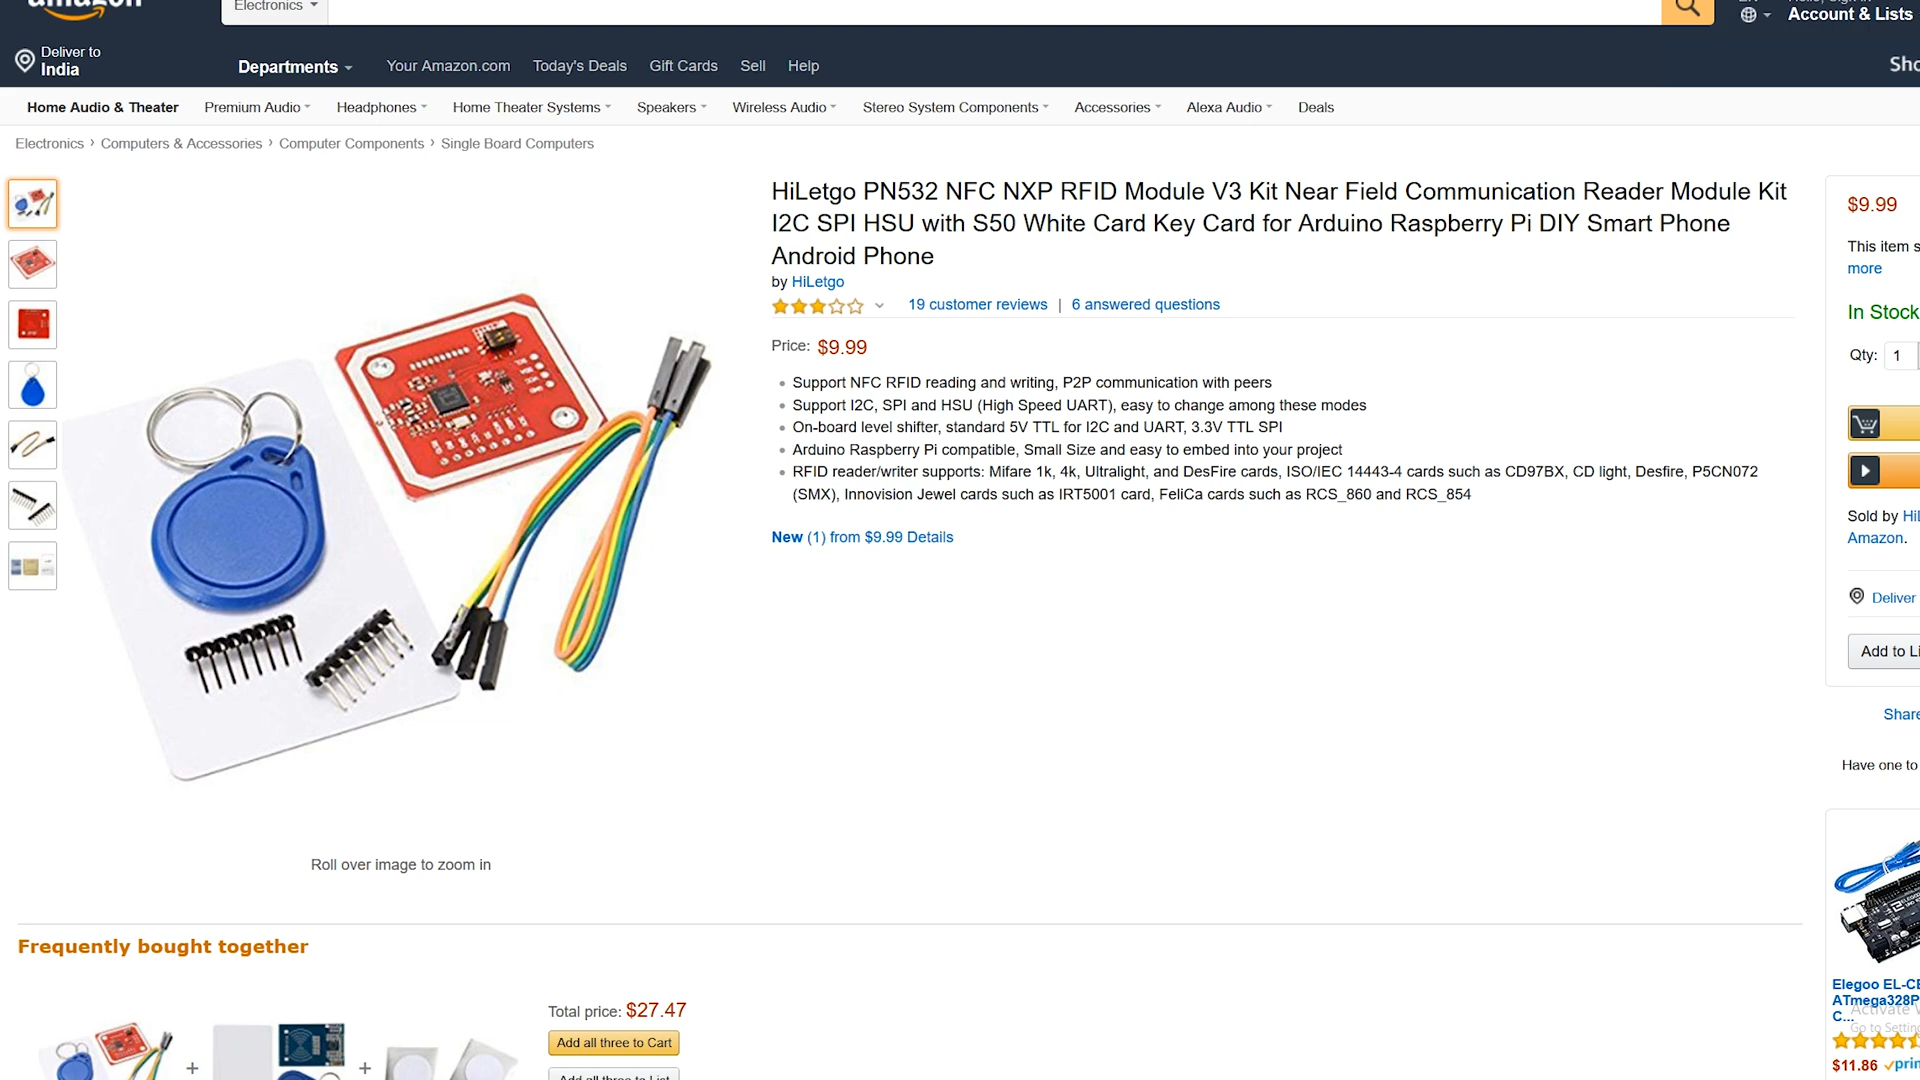 Electronics
EN
Account & Lists
Deliver to
India
Departments
Your Amazon.com
Today's Deals
Gift Cards
Sell
Help
Home Audio & Theater
Premium Audio
Headphones
Home Theater Systems
Speakers
Wireless Audio
Stereo System Components
Accessories
Alexa Audio
Deals
Electronics › Computers & Accessories › Computer Components › Single Board Computers
HiLetgo PN532 NFC NXP RFID Module V3 Kit Near Field Communication Reader Module Kit
I2C SPI HSU with S50 White Card Key Card for Arduino Raspberry Pi DIY Smart Phone
Android Phone
by HiLetgo
19 customer reviews | 6 answered questions
Price: $9.99
Support NFC RFID reading and writing, P2P communication with peers
Support I2C, SPI and HSU (High Speed UART), easy to change among these modes
On-board level shifter, standard 5V TTL for I2C and UART, 3.3V TTL SPI
Arduino Raspberry Pi compatible, Small Size and easy to embed into your project
RFID reader/writer supports: Mifare 1k, 4k, Ultralight, and DesFire cards, ISO/IEC 14443-4 cards such as CD97BX, CD light, Desfire, P5CN072
(SMX), Innovision Jewel cards such as IRT5001 card, FeliCa cards such as RCS_860 and RCS_854
New (1) from $9.99 Details
$9.99
This item
more
In Stock
Qty: 1
Sold by
Amazon.
Deliver
Add to
Share
Have one to
Roll over image to zoom in
Frequently bought together
Total price: $27.47
Add all three to Cart
Add all three to List
Elegoo
ATmega328P
C...
Activate
Go to
$11.86